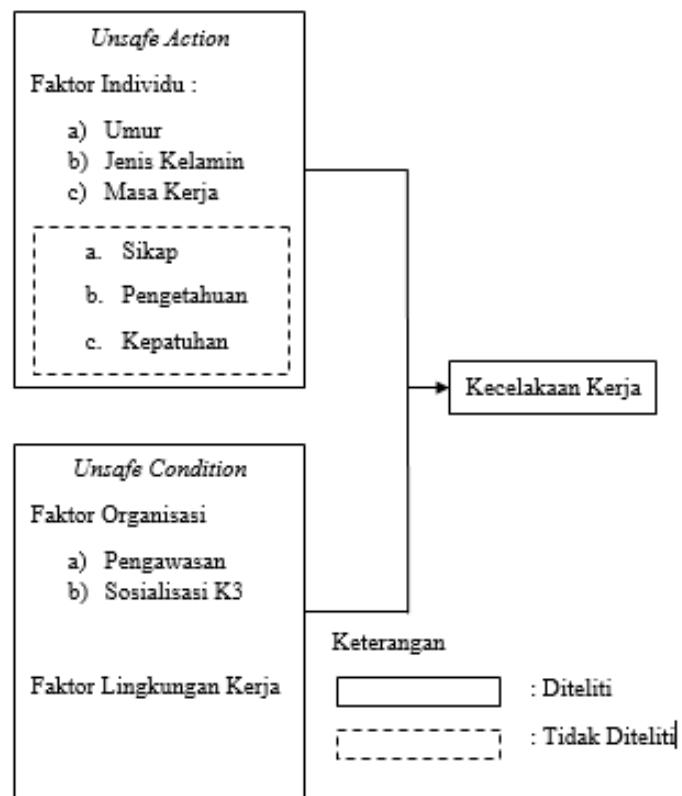 Unsafe Action
Faktor Individu :
a) Umur
b) Jenis Kelamin
c) Masa Kerja
a. Sikap
b. Pengetahuan
c. Kepatuhan
Kecelakaan Kerja
Unsafe Condition
Faktor Organisasi
a) Pengawasan
b) Sosialisasi K3
Faktor Lingkungan Kerja
Keterangan
: Diteliti
: Tidak Diteliti